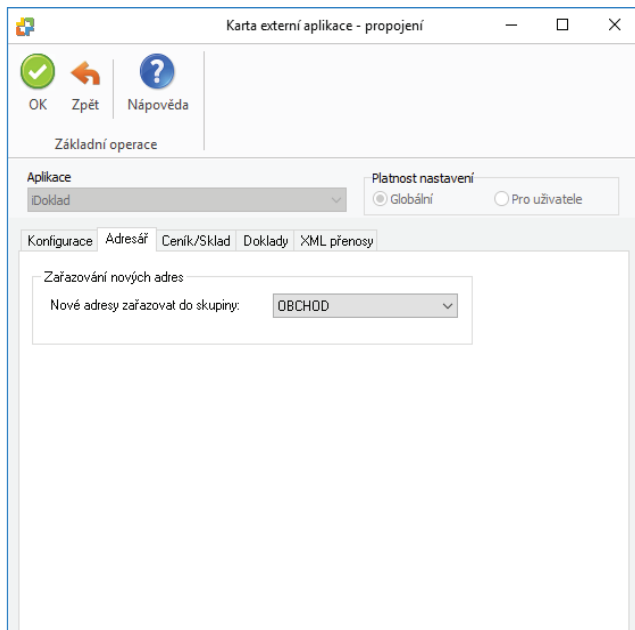 Karta externí aplikace - propojení
OK Zpět Nápověda
Základní operace
Aplikace
Platnost nastavení
iDoklad
Globální Pro uživatele
Konfigurace Adresář Ceník/Sklad Doklady XML přenosy
Zařazování nových adres
Nové adresy zařazovat do skupiny: OBCHOD